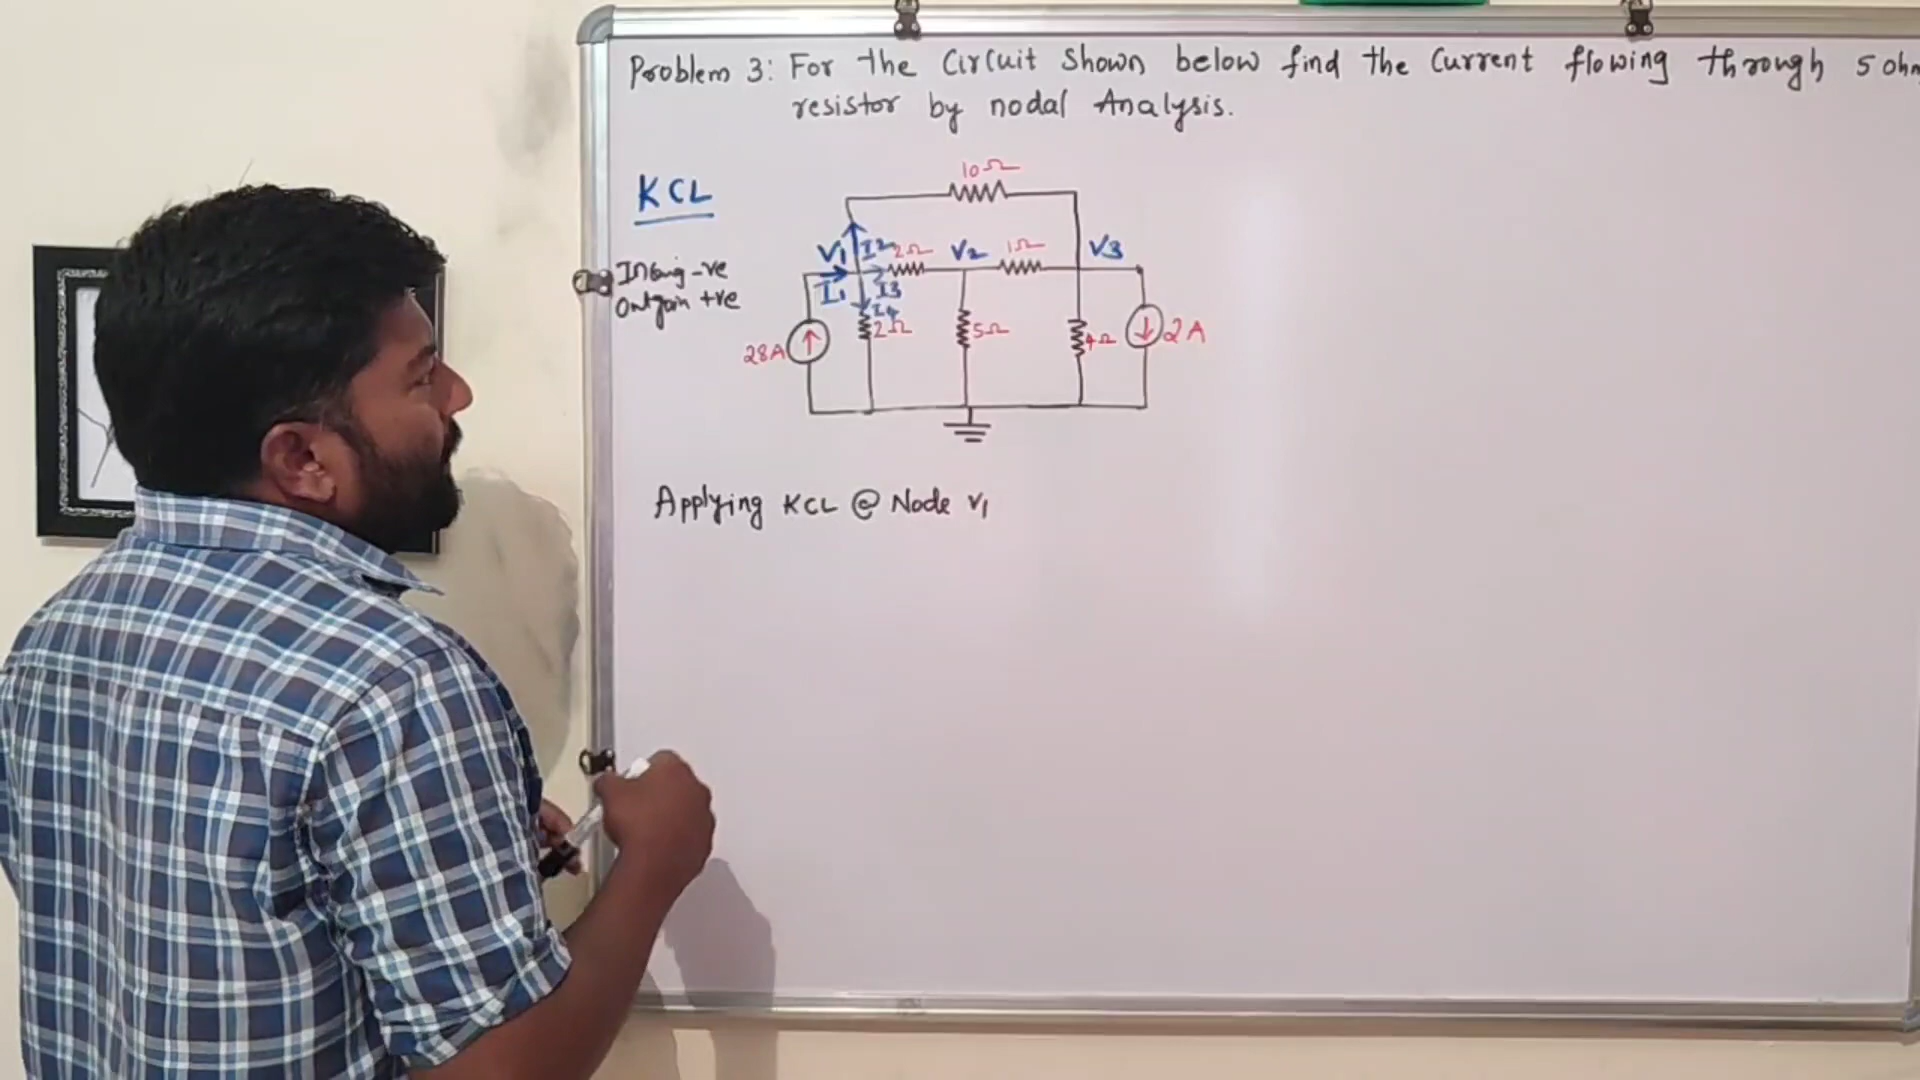 Problem 3: For the Circuit Shown below find the Current flowing through 5 ohm
resistor by nodal Analysis.
KCL
10Ω
V1 I2 2Ω V2 1Ω V3
-ve
I1 I3
+ve
I4
28A 2Ω 5Ω 4Ω 2A
Applying KCL @ Node V1